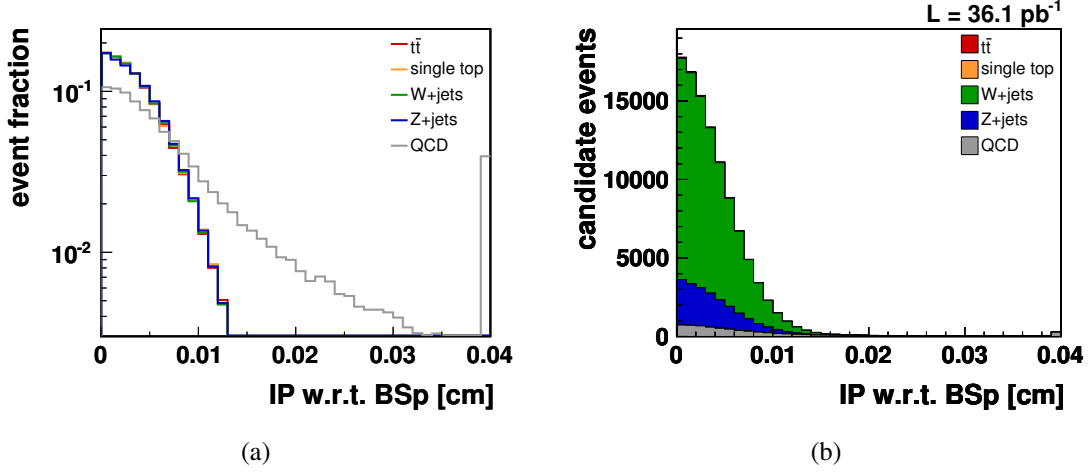 event fraction
10⁻¹
10⁻²
tt̄
single top
W+jets
Z+jets
QCD
0 0.01 0.02 0.03 0.04
IP w.r.t. BSp [cm]
(a)
L = 36.1 pb⁻¹
candidate events
15000
10000
5000
0
tt̄
single top
W+jets
Z+jets
QCD
0 0.01 0.02 0.03 0.04
IP w.r.t. BSp [cm]
(b)